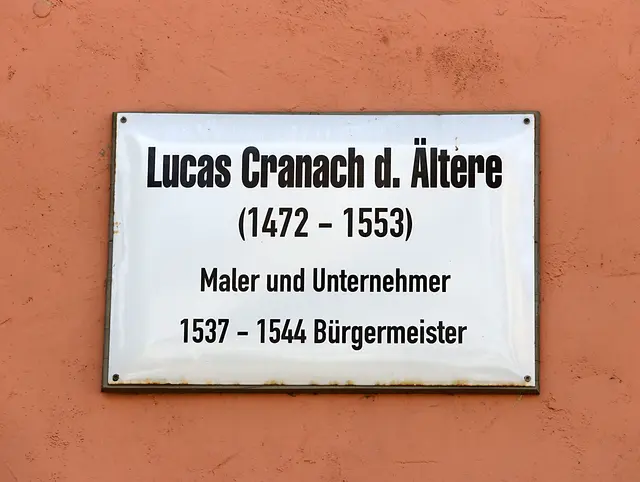 Lucas Cranach d. Ältere
(1472 – 1553)
Maler und Unternehmer
1537 – 1544 Bürgermeister